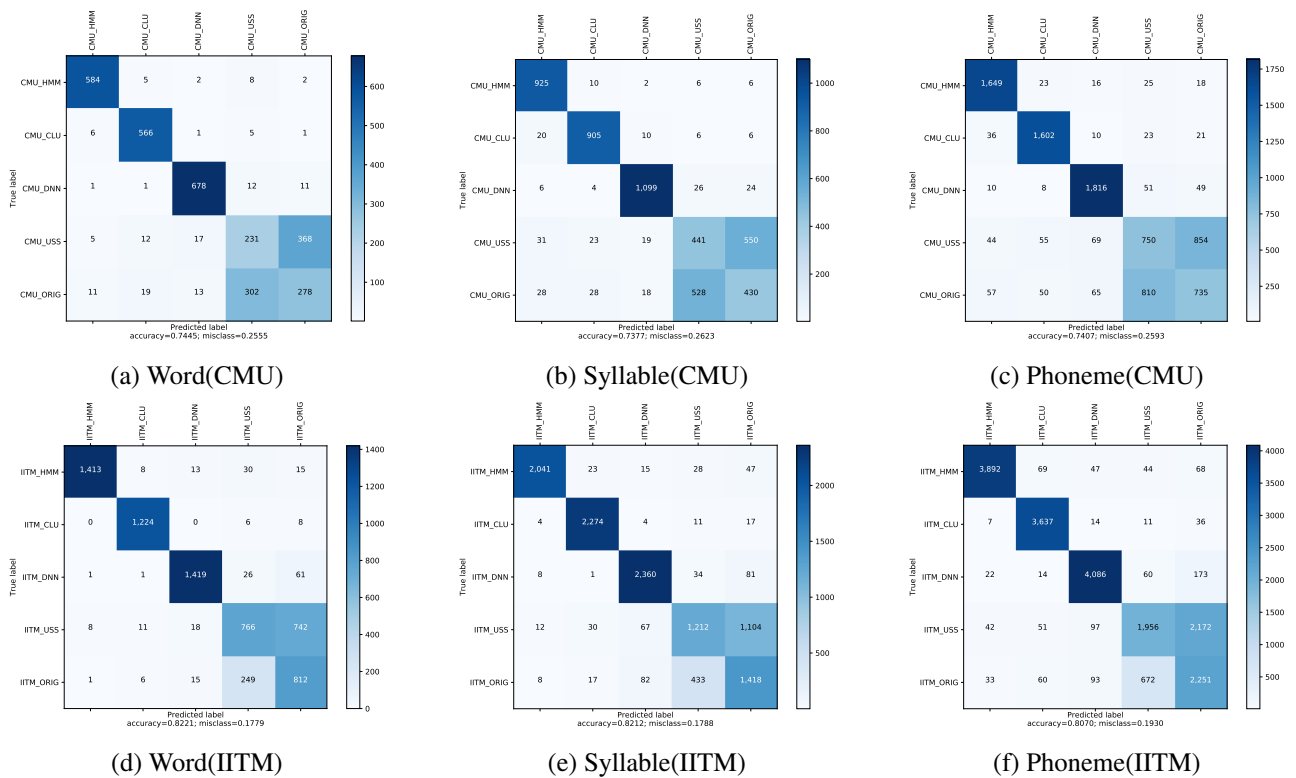 CMU_HMM CMU_CLU CMU_DNN CMU_USS CMU_ORIG
CMU_HMM 584 5 2 8 2
CMU_CLU 6 566 1 5 1
CMU_DNN 1 1 678 12 11
CMU_USS 5 12 17 231 368
CMU_ORIG 11 19 13 302 278
True label
Predicted label
accuracy=0.7445; misclass=0.2555
600
500
400
300
200
100
(a) Word(CMU)
CMU_HMM CMU_CLU CMU_DNN CMU_USS CMU_ORIG
CMU_HMM 925 10 2 6 6
CMU_CLU 20 905 10 6 6
CMU_DNN 6 4 1,099 26 24
CMU_USS 31 23 19 441 550
CMU_ORIG 28 28 18 528 430
True label
Predicted label
accuracy=0.7377; misclass=0.2623
1000
800
600
400
200
(b) Syllable(CMU)
CMU_HMM CMU_CLU CMU_DNN CMU_USS CMU_ORIG
CMU_HMM 1,649 23 16 25 18
CMU_CLU 36 1,602 10 23 21
CMU_DNN 10 8 1,816 51 49
CMU_USS 44 55 69 750 854
CMU_ORIG 57 50 65 810 735
True label
Predicted label
accuracy=0.7407; misclass=0.2593
1750
1500
1250
1000
750
500
250
(c) Phoneme(CMU)
IITM_HMM IITM_CLU IITM_DNN IITM_USS IITM_ORIG
IITM_HMM 1,413 8 13 30 15
IITM_CLU 0 1,224 0 6 8
IITM_DNN 1 1 1,419 26 61
IITM_USS 8 11 18 766 742
IITM_ORIG 1 6 15 249 812
True label
Predicted label
accuracy=0.8221; misclass=0.1779
1400
1200
1000
800
600
400
200
0
(d) Word(IITM)
IITM_HMM IITM_CLU IITM_DNN IITM_USS IITM_ORIG
IITM_HMM 2,041 23 15 28 47
IITM_CLU 4 2,274 4 11 17
IITM_DNN 8 1 2,360 34 81
IITM_USS 12 30 67 1,212 1,104
IITM_ORIG 8 17 82 433 1,418
True label
Predicted label
accuracy=0.8212; misclass=0.1788
2000
1500
1000
500
(e) Syllable(IITM)
IITM_HMM IITM_CLU IITM_DNN IITM_USS IITM_ORIG
IITM_HMM 3,892 69 47 44 68
IITM_CLU 7 3,637 14 11 36
IITM_DNN 22 14 4,086 60 173
IITM_USS 42 51 97 1,956 2,172
IITM_ORIG 33 60 93 672 2,251
True label
Predicted label
accuracy=0.8070; misclass=0.1930
4000
3500
3000
2500
2000
1500
1000
500
(f) Phoneme(IITM)